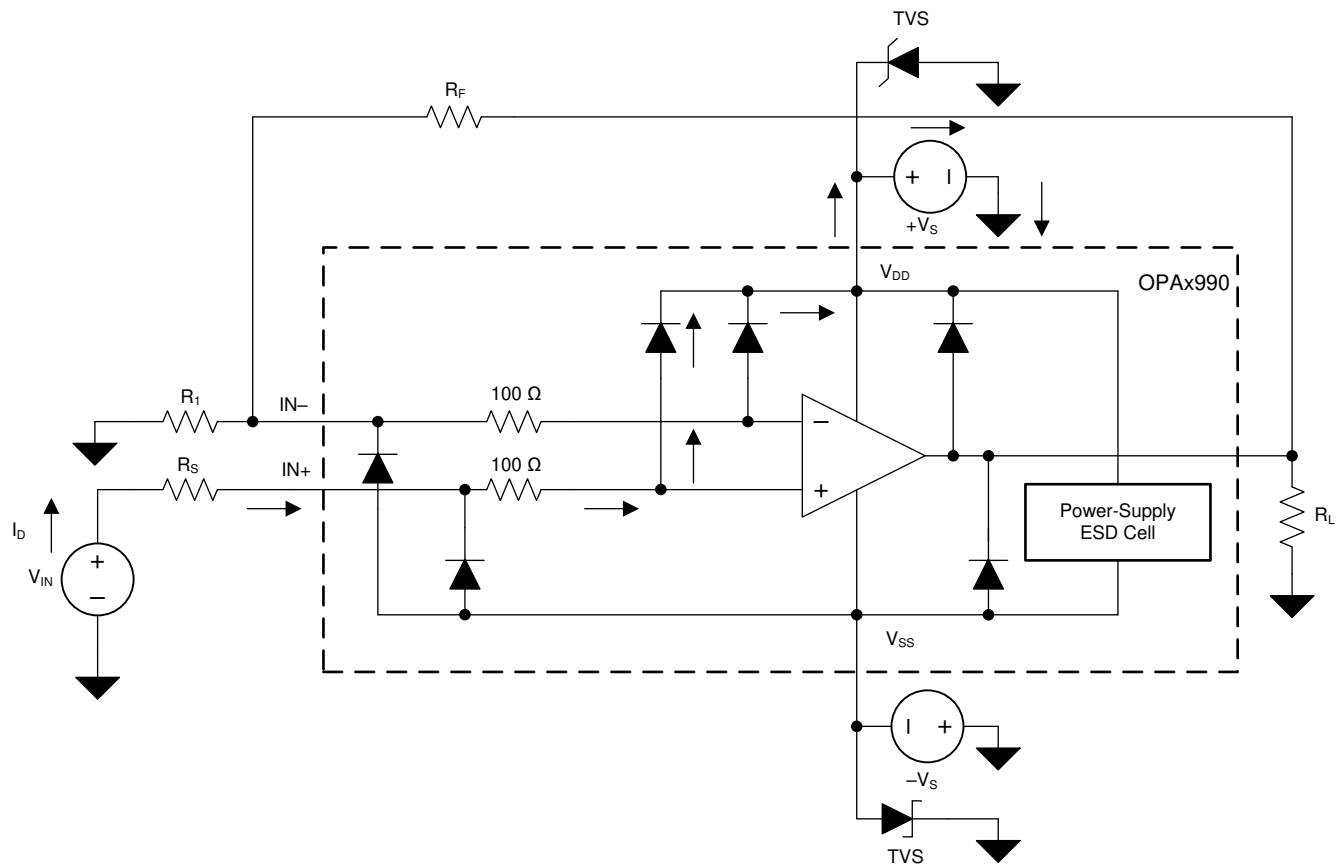 TVS
R_F
+ –
+V_S
V_DD
OPAx990
R_1
IN–
100 Ω
–
R_S
IN+
100 Ω
+
I_D
V_IN
+
–
Power-Supply
ESD Cell
R_L
V_SS
– +
–V_S
TVS